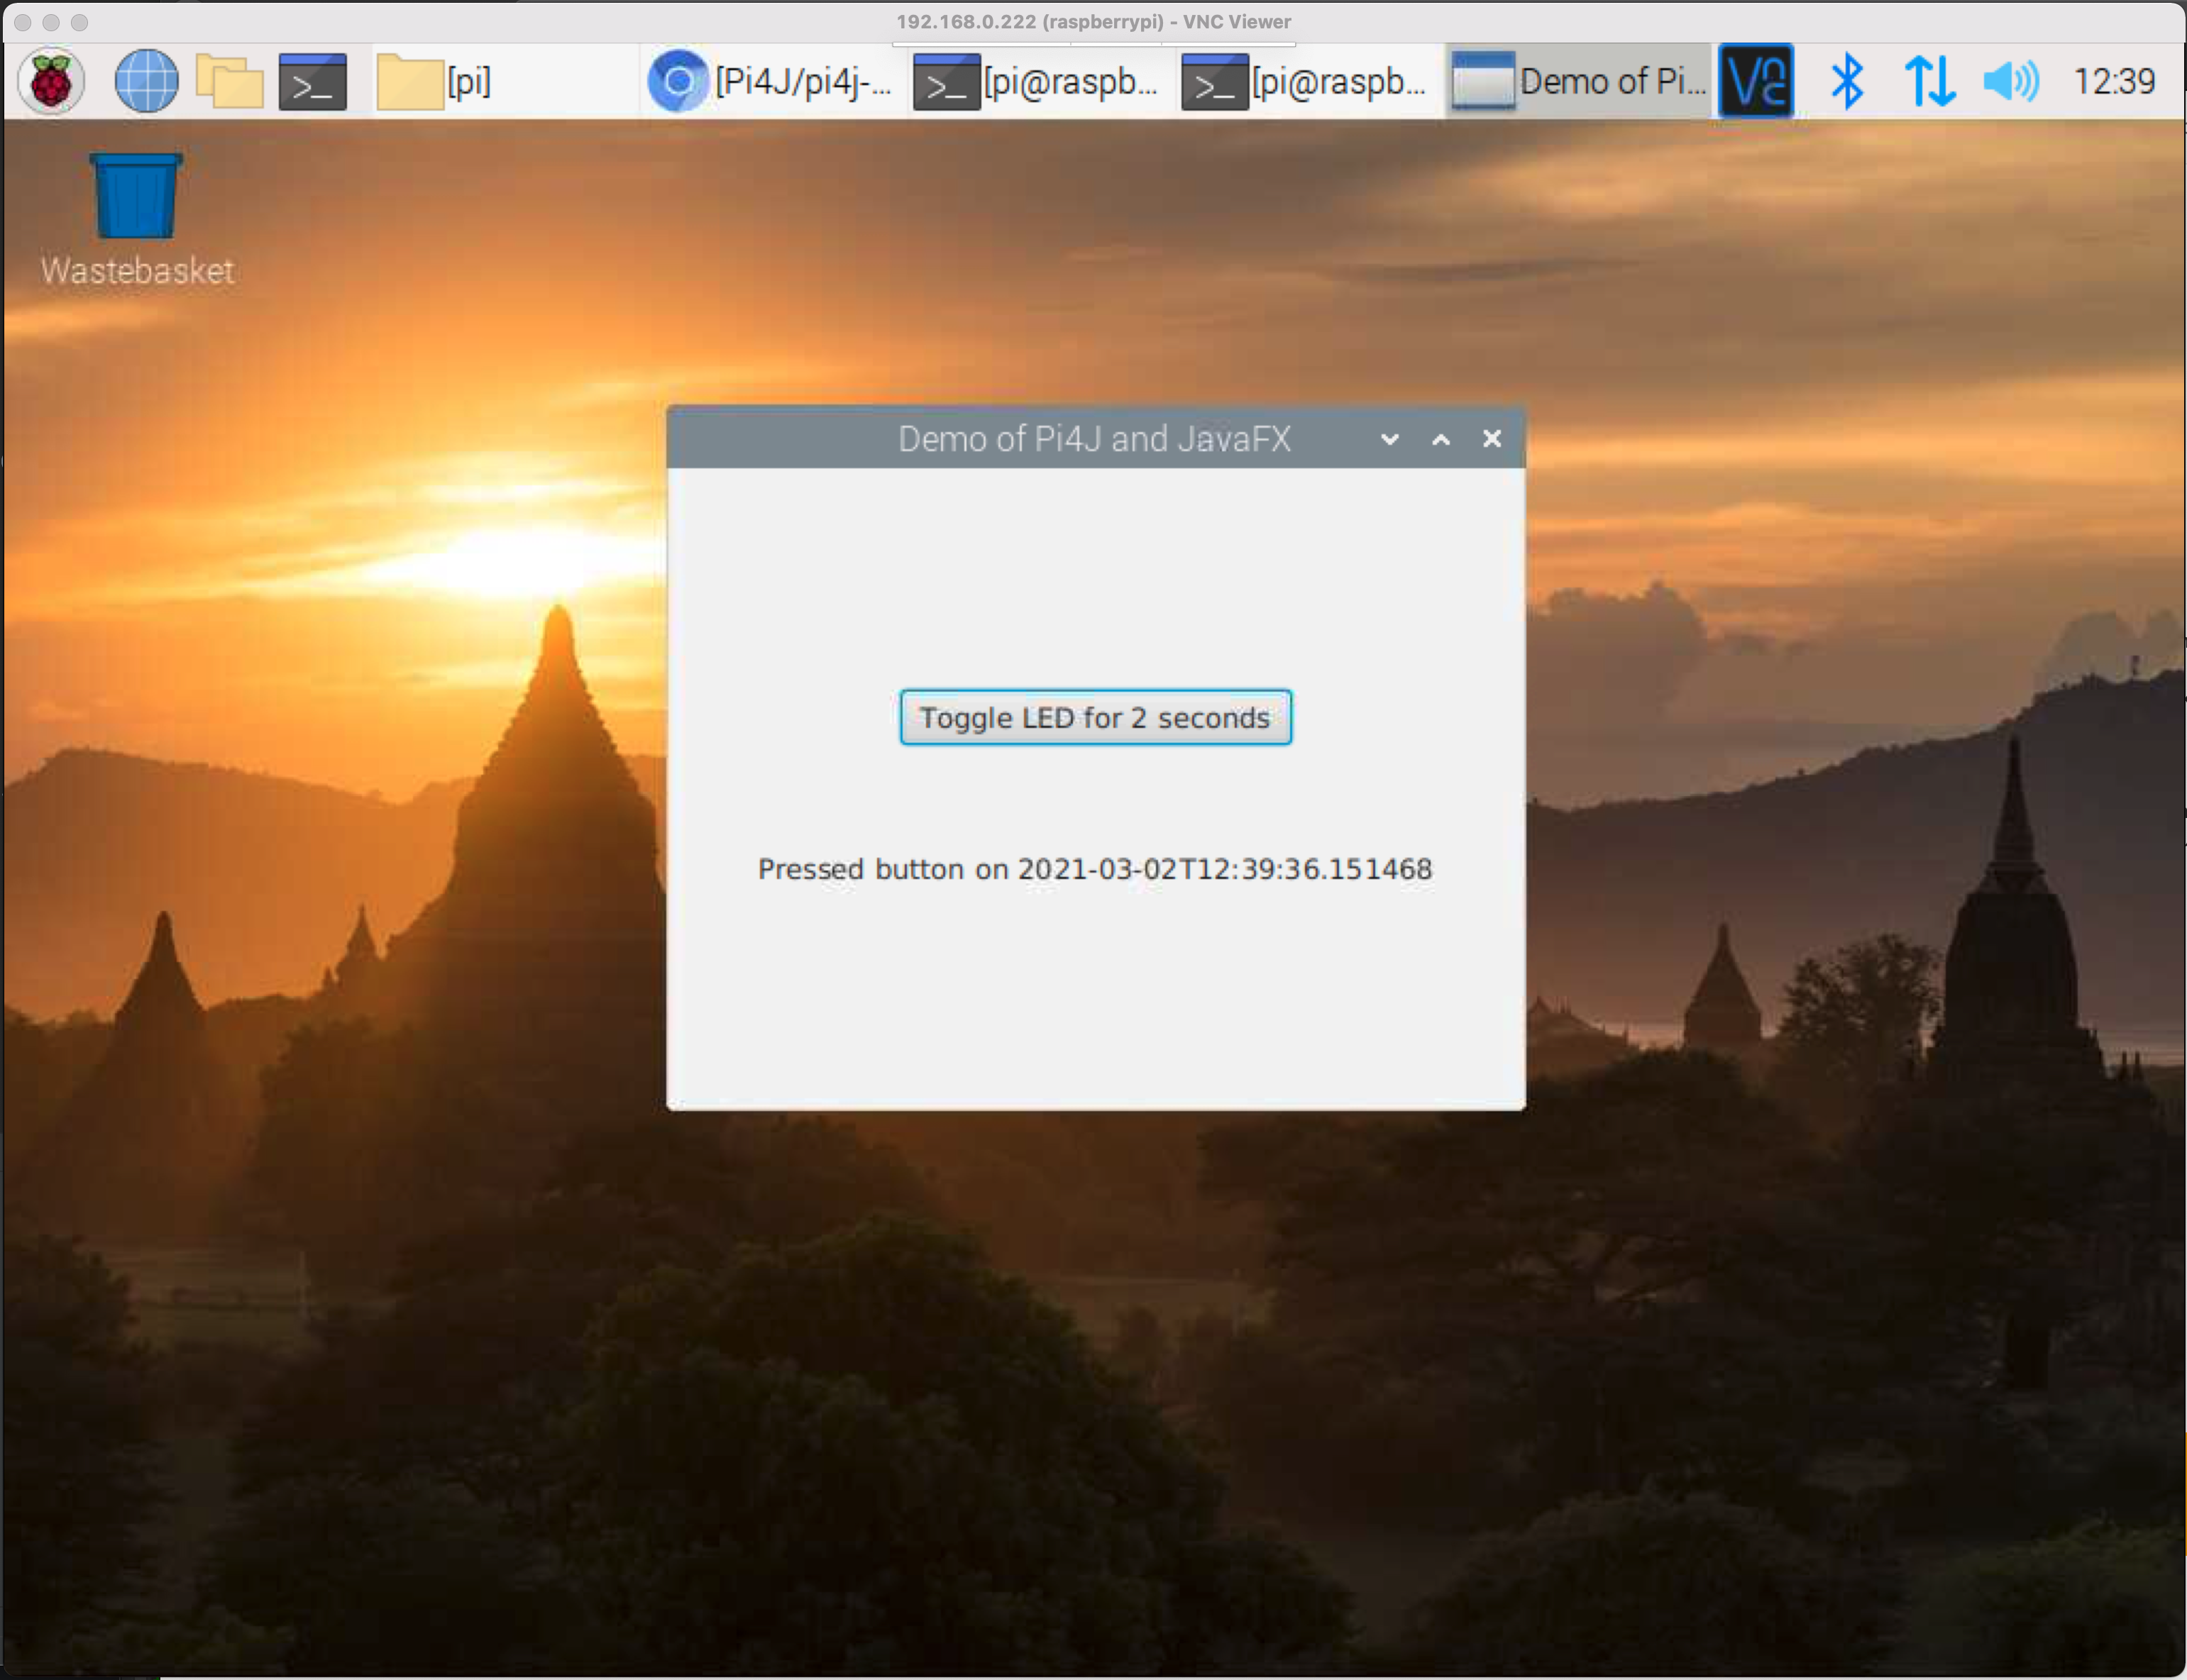 192.168.0.222 (raspberrypi) - VNC Viewer
>_ [pi] [Pi4J/pi4j-... >_ [pi@raspb... >_ [pi@raspb... Demo of Pi... VNC 12:39
Wastebasket
Demo of Pi4J and JavaFX
Toggle LED for 2 seconds
Pressed button on 2021-03-02T12:39:36.151468